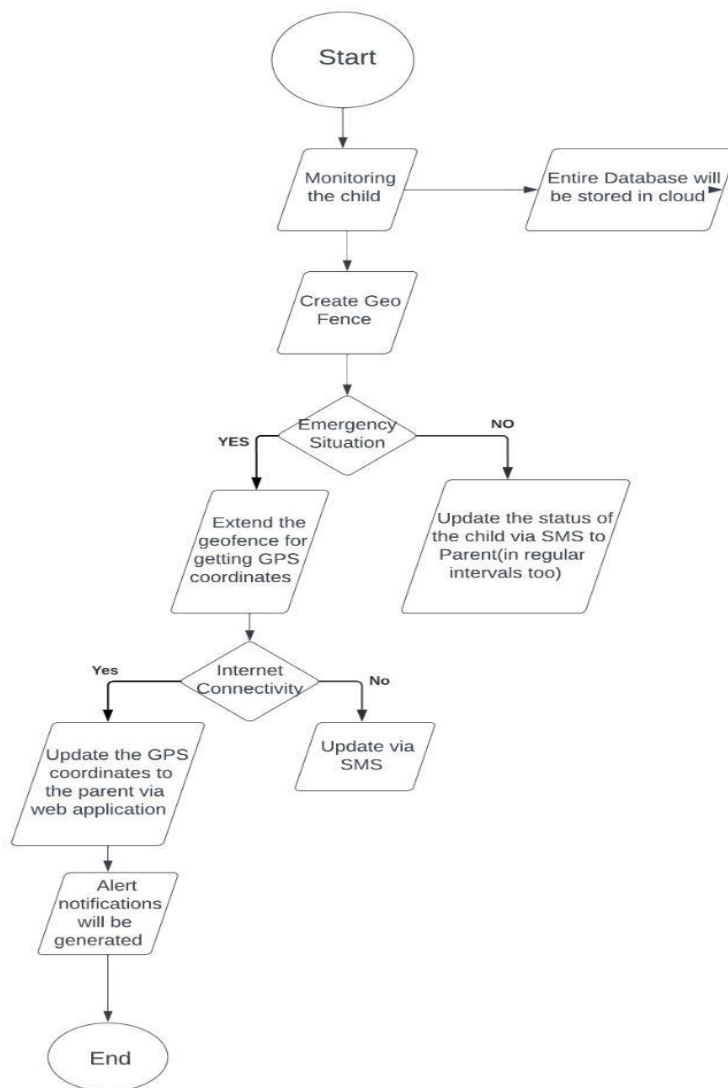 Start
Monitoring
the child
Entire Database will
be stored in cloud
Create Geo
Fence
Emergency
Situation
YES
NO
Extend the
geofence for
getting GPS
coordinates
Update the status of
the child via SMS to
Parent(in regular
intervals too)
Internet
Connectivity
Yes
No
Update the GPS
coordinates to
the parent via
web application
Update via
SMS
Alert
notifications
will be
generated
End